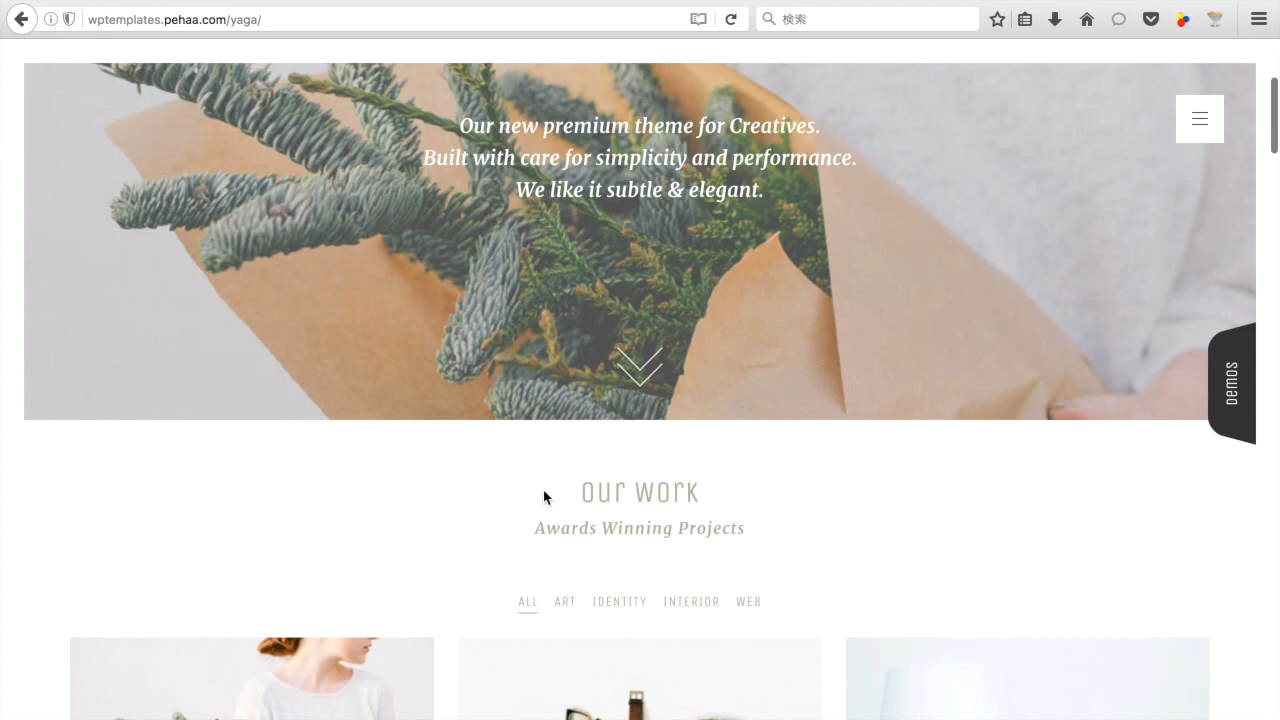 wptemplates.pehaa.com/yaga/
検索
Our new premium theme for Creatives.
Built with care for simplicity and performance.
We like it subtle & elegant.
Demos
Our Work
Awards Winning Projects
ALL ART IDENTITY INTERIOR WEB